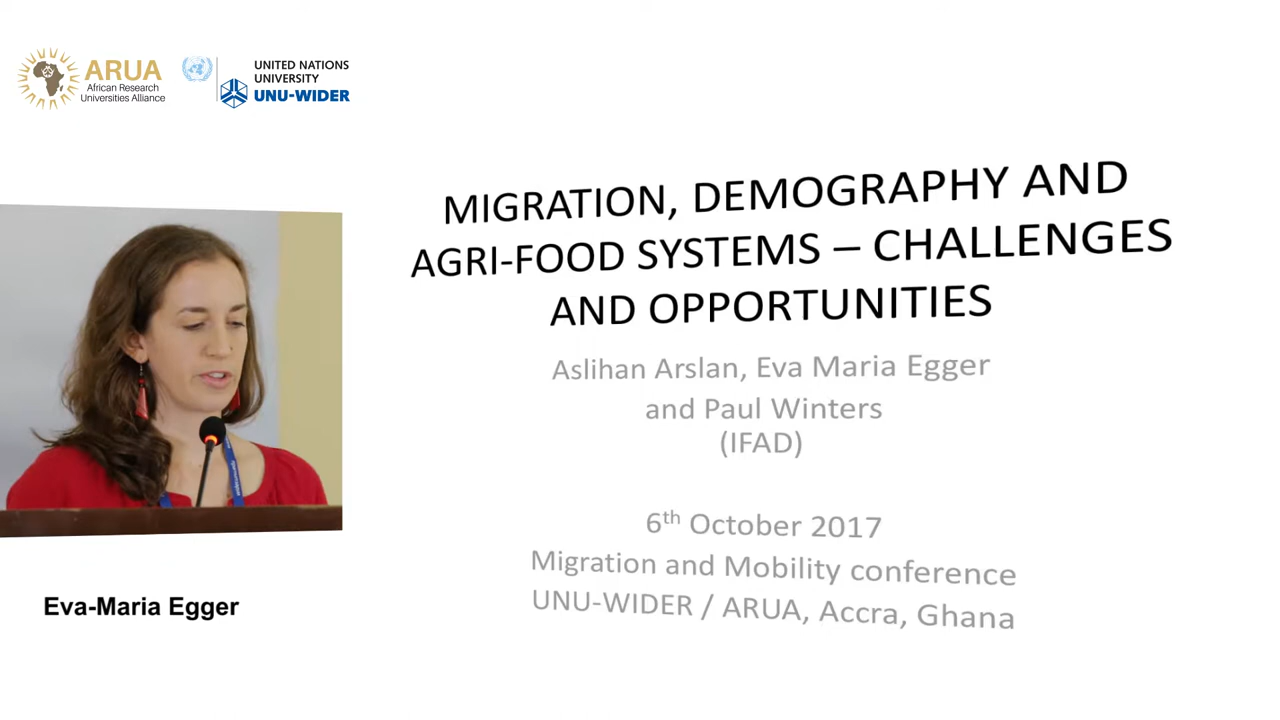 ARUA
African Research
Universities Alliance
UNITED NATIONS
UNIVERSITY
UNU-WIDER
MIGRATION, DEMOGRAPHY AND
AGRI-FOOD SYSTEMS – CHALLENGES
AND OPPORTUNITIES
Aslihan Arslan, Eva Maria Egger
and Paul Winters
(IFAD)
6th October 2017
Migration and Mobility conference
UNU-WIDER / ARUA, Accra, Ghana
Eva-Maria Egger